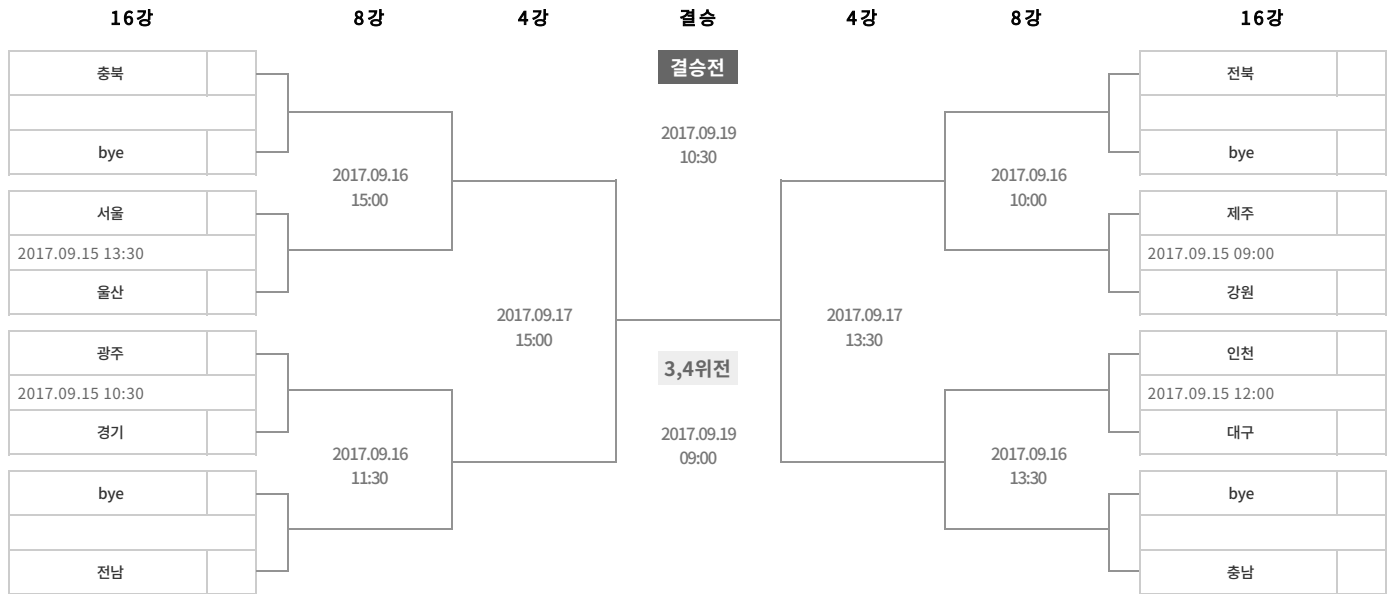 16강 8강 4강 결승 4강 8강 16강
충북
bye
서울
2017.09.15 13:30
울산
광주
2017.09.15 10:30
경기
bye
전남
2017.09.16
15:00
2017.09.16
11:30
2017.09.17
15:00
결승전
2017.09.19
10:30
3,4위전
2017.09.19
09:00
2017.09.17
13:30
2017.09.16
10:00
2017.09.16
13:30
전북
bye
제주
2017.09.15 09:00
강원
인천
2017.09.15 12:00
대구
bye
충남